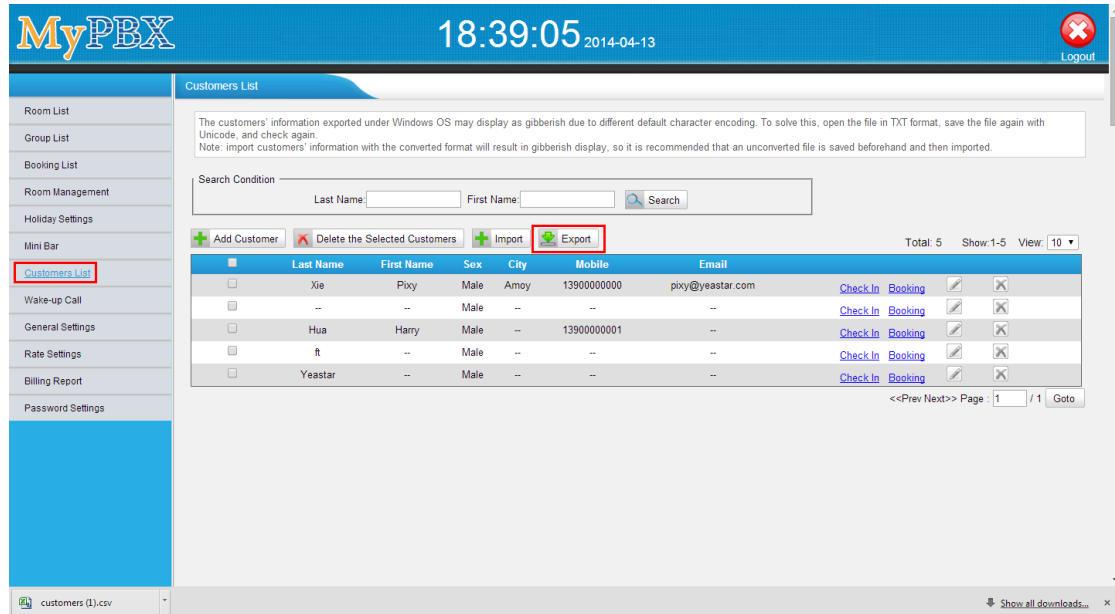 MyPBX
18:39:05 2014-04-13
Logout
Customers List
Room List
Group List
Booking List
Room Management
Holiday Settings
Mini Bar
Customers List
Wake-up Call
General Settings
Rate Settings
Billing Report
Password Settings
The customers' information exported under Windows OS may display as gibberish due to different default character encoding. To solve this, open the file in TXT format, save the file again with
Unicode, and check again.
Note: import customers' information with the converted format will result in gibberish display, so it is recommended that an unconverted file is saved beforehand and then imported.
Search Condition
Last Name: First Name: Search
Add Customer Delete the Selected Customers Import Export Total: 5 Show:1-5 View: 10
Last Name First Name Sex City Mobile Email
Xie Pixy Male Amoy 13900000000 pixy@yeastar.com Check In Booking
-- -- Male -- -- -- Check In Booking
Hua Harry Male -- 13900000001 -- Check In Booking
ft -- Male -- -- -- Check In Booking
Yeastar -- Male -- -- -- Check In Booking
<<Prev Next>> Page : 1 / 1 Goto
customers (1).csv Show all downloads...